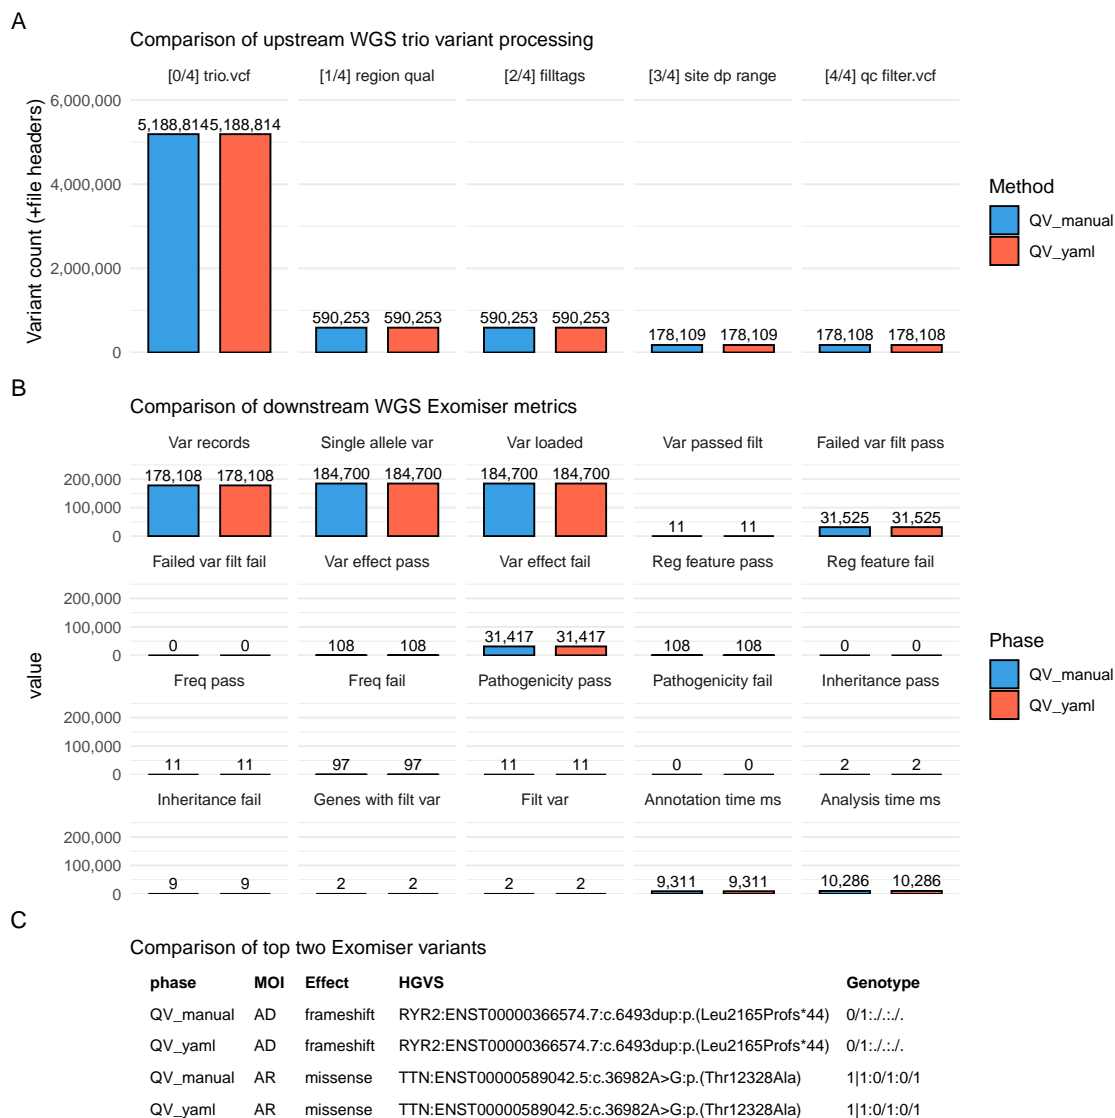 A
Comparison of upstream WGS trio variant processing
[0/4] trio.vcf [1/4] region qual [2/4] filltags [3/4] site dp range [4/4] qc filter.vcf
Variant count (+file headers)
6,000,000
4,000,000
2,000,000
0
5,188,814 5,188,814
590,253 590,253
590,253 590,253
178,109 178,109
178,108 178,108
Method
QV_manual
QV_yaml
B
Comparison of downstream WGS Exomiser metrics
value
Var records Single allele var Var loaded Var passed filt Failed var filt pass
200,000
100,000
0
178,108 178,108 184,700 184,700 184,700 184,700 11 11 31,525 31,525
Failed var filt fail Var effect pass Var effect fail Reg feature pass Reg feature fail
200,000
100,000
0
0 0 108 108 31,417 31,417 108 108 0 0
Freq pass Freq fail Pathogenicity pass Pathogenicity fail Inheritance pass
200,000
100,000
0
11 11 97 97 11 11 0 0 2 2
Inheritance fail Genes with filt var Filt var Annotation time ms Analysis time ms
200,000
100,000
0
9 9 2 2 2 2 9,311 9,311 10,286 10,286
Phase
QV_manual
QV_yaml
C
Comparison of top two Exomiser variants
phase MOI Effect HGVS Genotype
QV_manual AD frameshift RYR2:ENST00000366574.7:c.6493dup:p.(Leu2165Profs*44) 0/1:./.:./.
QV_yaml AD frameshift RYR2:ENST00000366574.7:c.6493dup:p.(Leu2165Profs*44) 0/1:./.:./.
QV_manual AR missense TTN:ENST00000589042.5:c.36982A>G:p.(Thr12328Ala) 1|1:0/1:0/1
QV_yaml AR missense TTN:ENST00000589042.5:c.36982A>G:p.(Thr12328Ala) 1|1:0/1:0/1